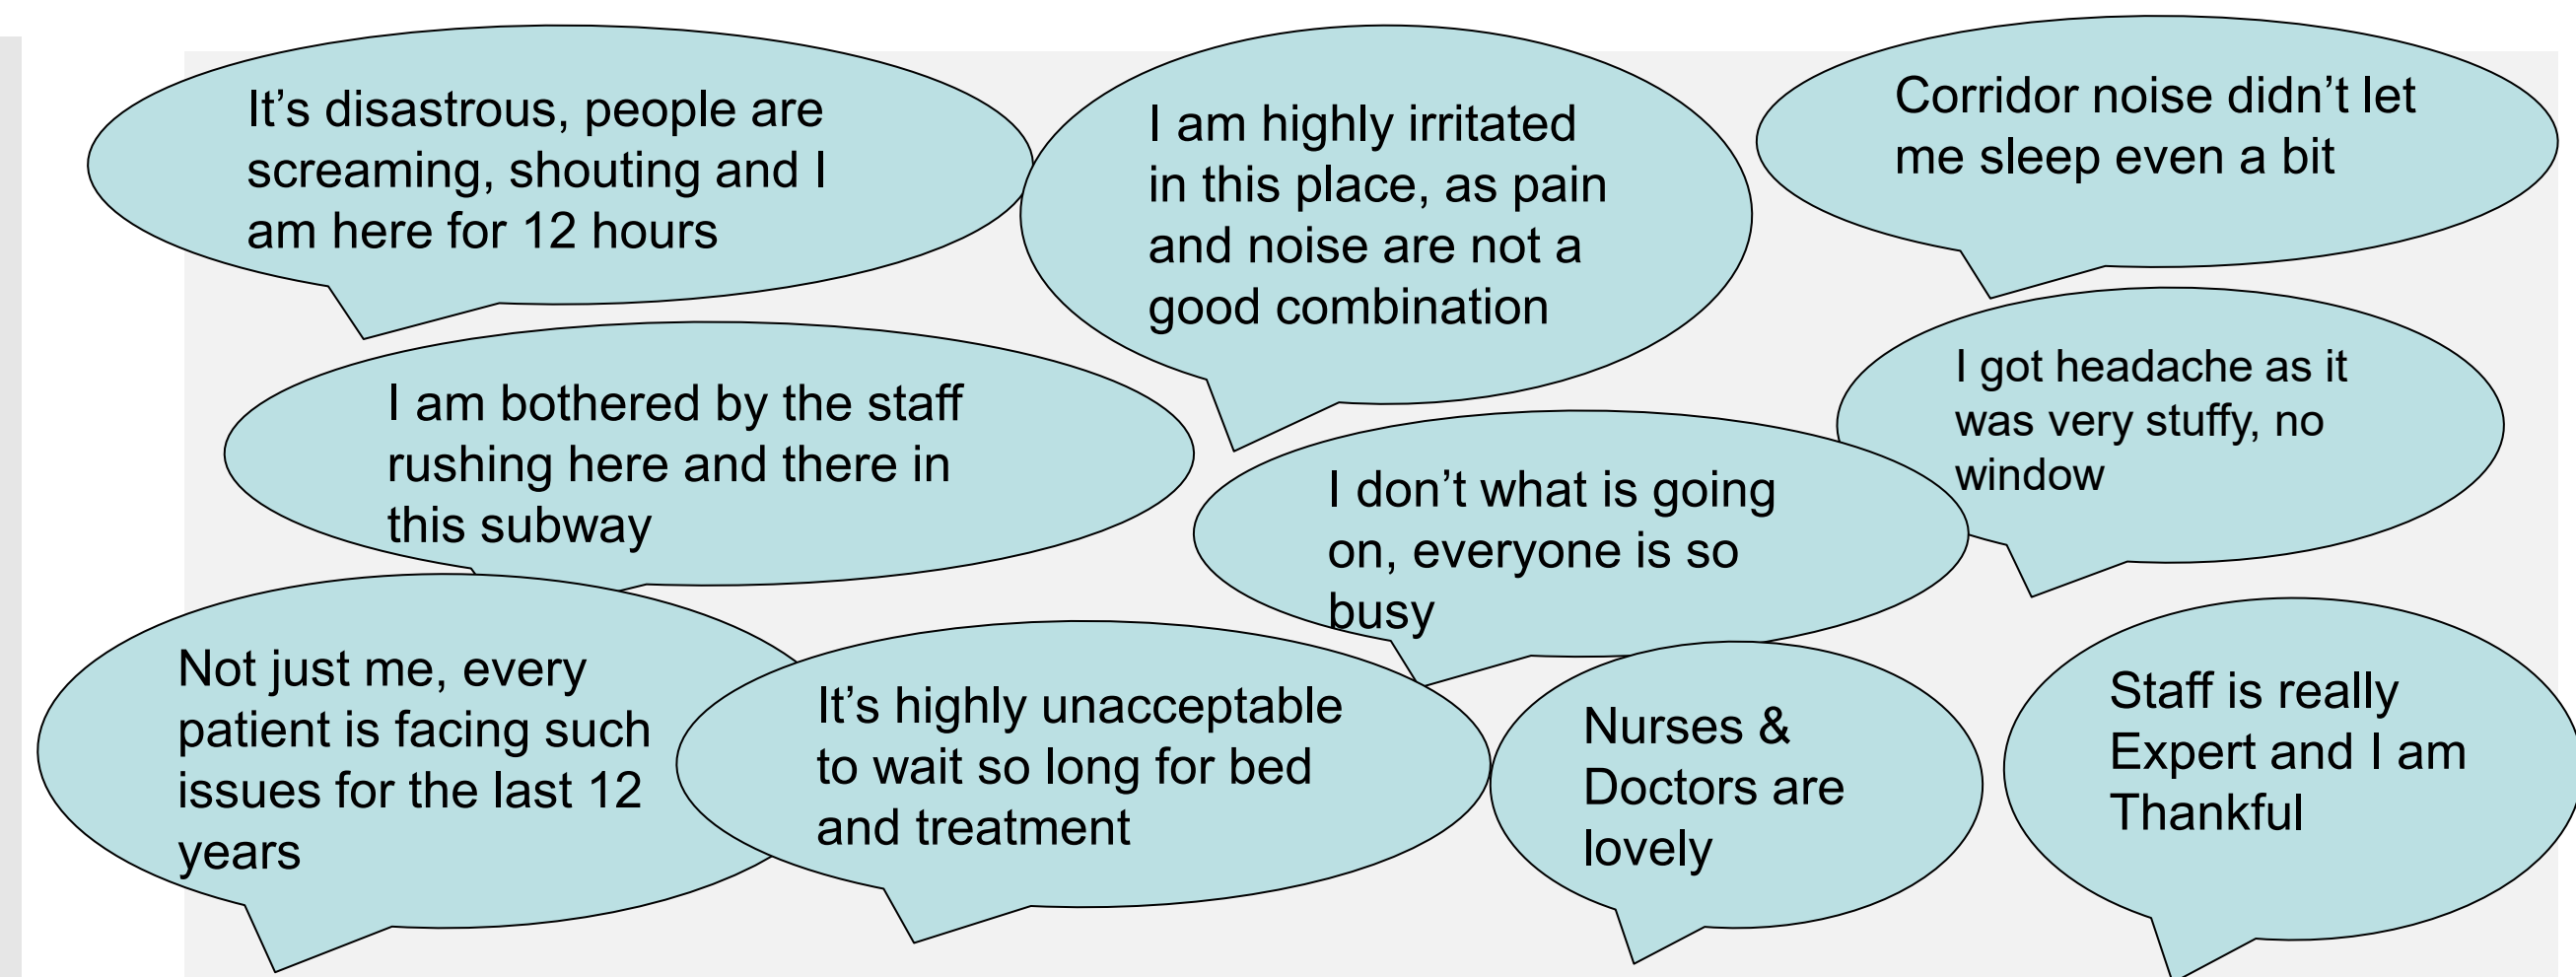 It’s disastrous, people are
screaming, shouting and I
am here for 12 hours
I am highly irritated
in this place, as pain
and noise are not a
good combination
Corridor noise didn’t let
me sleep even a bit
I am bothered by the staff
rushing here and there in
this subway
I don’t what is going
on, everyone is so
busy
I got headache as it
was very stuffy, no
window
Not just me, every
patient is facing such
issues for the last 12
years
It’s highly unacceptable
to wait so long for bed
and treatment
Nurses &
Doctors are
lovely
Staff is really
Expert and I am
Thankful